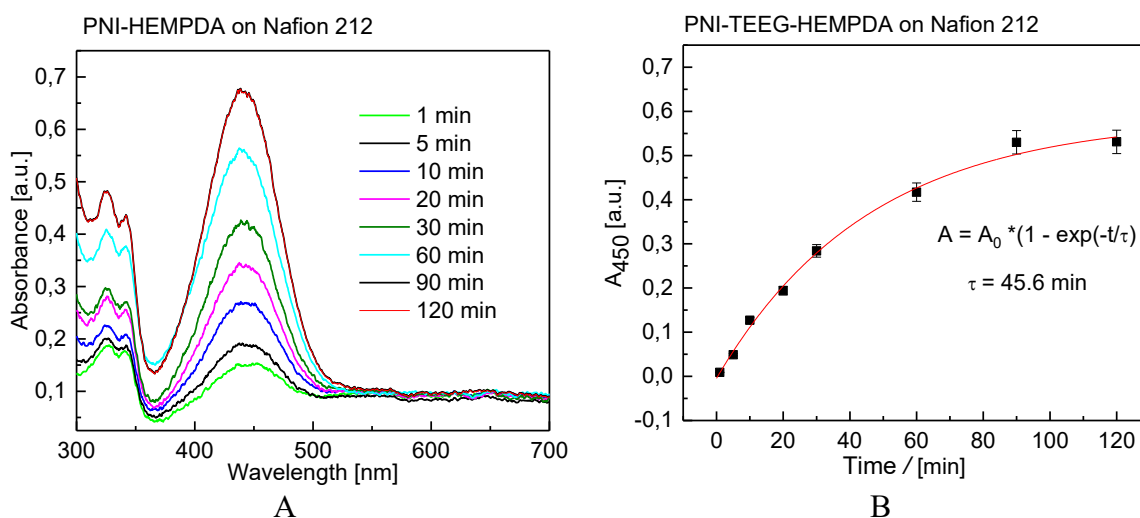 PNI-HEMPDA on Nafion 212
0,7
0,6
0,5
0,4
0,3
0,2
0,1
Absorbance [a.u.]
300
400
500
600
700
Wavelength [nm]
1 min
5 min
10 min
20 min
30 min
60 min
90 min
120 min
A
PNI-TEEG-HEMPDA on Nafion 212
0,7
0,6
0,5
0,4
0,3
0,2
0,1
0,0
-0,1
A450 [a.u.]
0
20
40
60
80
100
120
Time / [min]
A = A0 *(1 - exp(-t/τ)
τ = 45.6 min
B